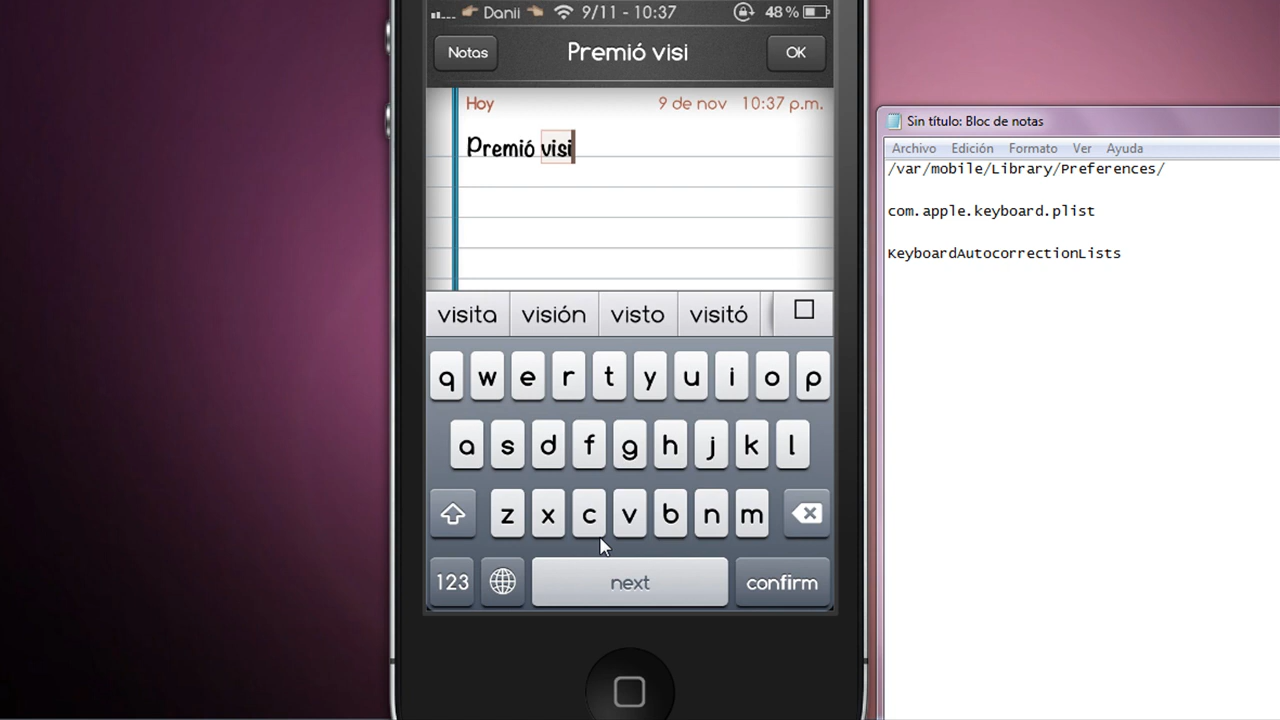 Danii 9/11 - 10:37 48 %
Notas Premió visi OK
Hoy 9 de nov 10:37 p.m.
Premió visi
visita visión visto visitó
q w e r t y u i o p
a s d f g h j k l
z x c v b n m
123 next confirm
Sin título: Bloc de notas
Archivo Edición Formato Ver Ayuda
/var/mobile/Library/Preferences/
com.apple.keyboard.plist
KeyboardAutocorrectionLists